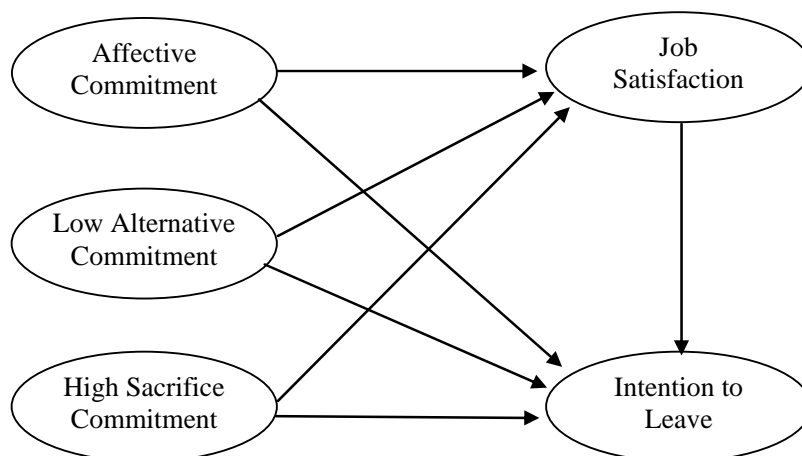 Affective
Commitment
Job
Satisfaction
Low Alternative
Commitment
High Sacrifice
Commitment
Intention to
Leave